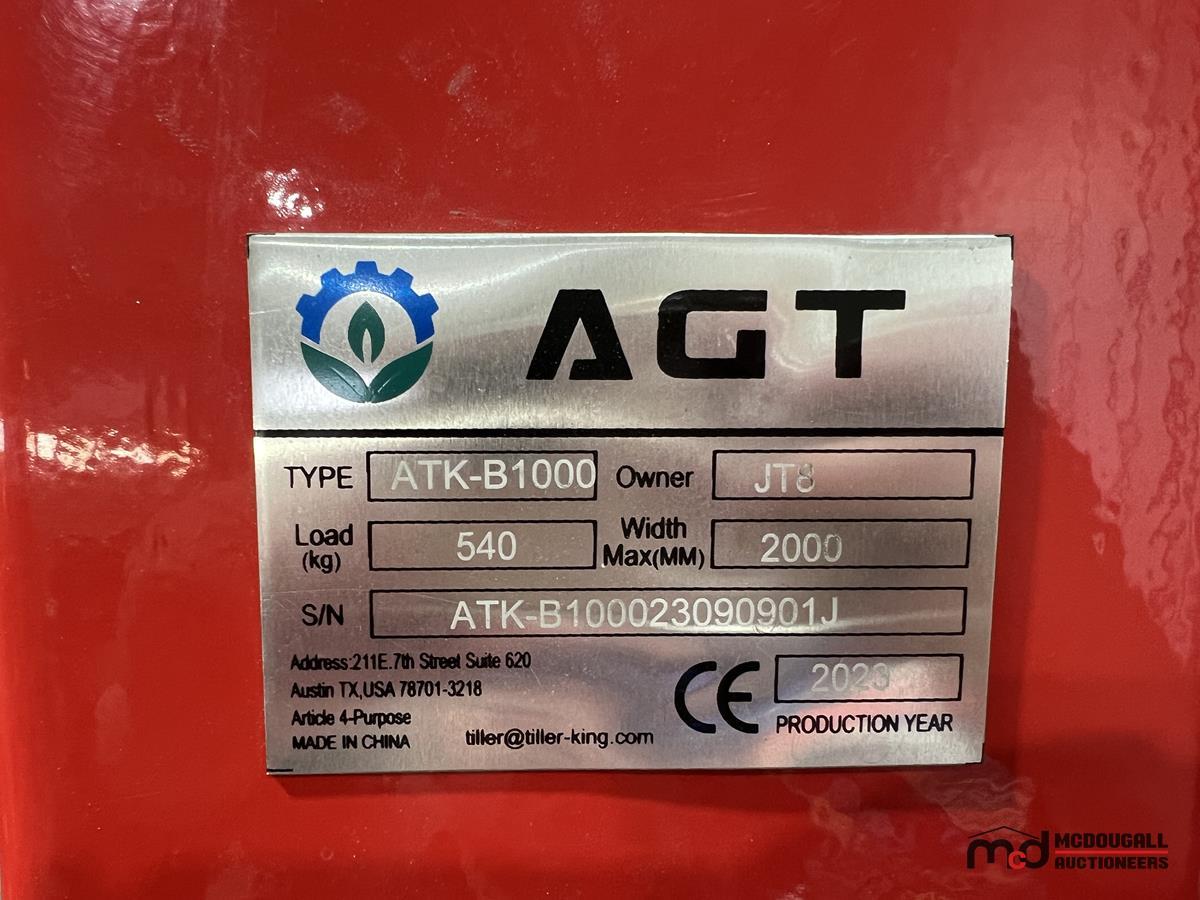 AGT
TYPE ATK-B1000 Owner JT8
Load (kg) 540 Width Max(MM) 2000
S/N ATK-B100023090901J
Address:211E.7th Street Suite 620
Austin TX,USA 78701-3218
Article 4-Purpose
MADE IN CHINA
tiller@tiller-king.com
CE 2023
PRODUCTION YEAR
mcd MCDOUGALL
AUCTIONEERS